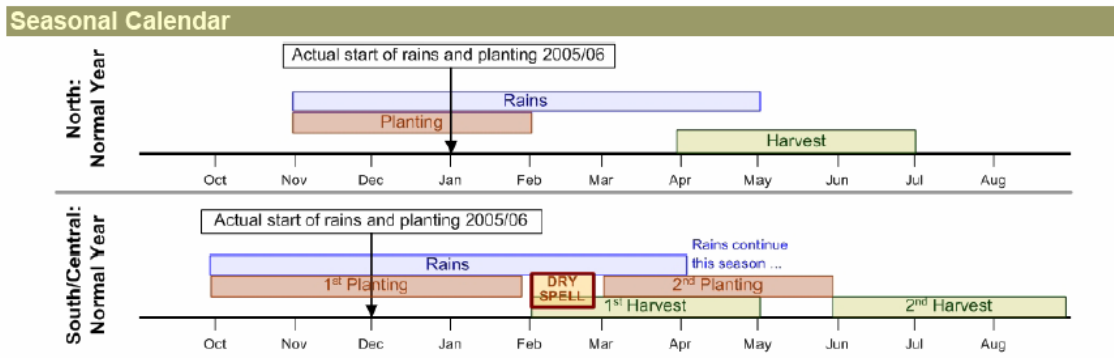 Seasonal Calendar
North:
Normal Year
Actual start of rains and planting 2005/06
Rains
Planting
Harvest
Oct Nov Dec Jan Feb Mar Apr May Jun Jul Aug
South/Central:
Normal Year
Actual start of rains and planting 2005/06
Rains continue
this season ...
Rains
1st Planting
DRY
SPELL
2nd Planting
1st Harvest
2nd Harvest
Oct Nov Dec Jan Feb Mar Apr May Jun Jul Aug